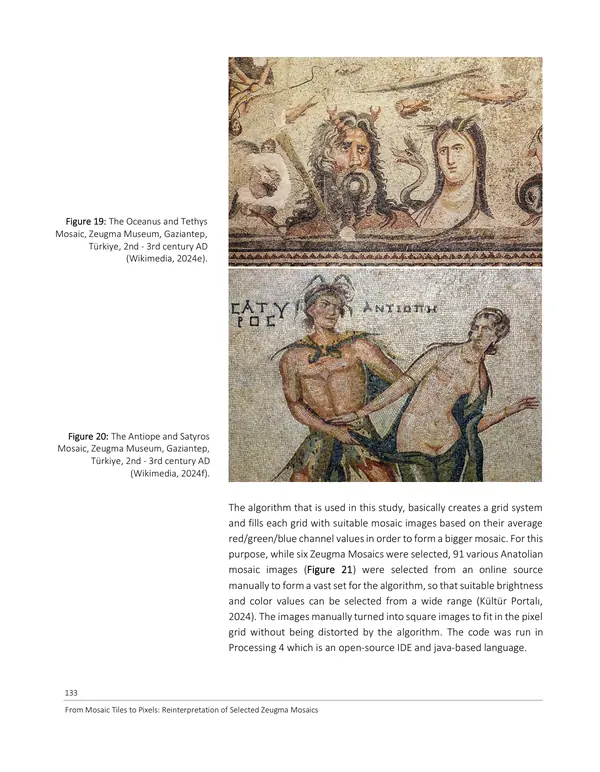 Figure 19: The Oceanus and Tethys
Mosaic, Zeugma Museum, Gaziantep,
Türkiye, 2nd - 3rd century AD
(Wikimedia, 2024e).
СΑΤΥ
ΡΟС
ΑΝΤΙΟΠΗ
Figure 20: The Antiope and Satyros
Mosaic, Zeugma Museum, Gaziantep,
Türkiye, 2nd - 3rd century AD
(Wikimedia, 2024f).
The algorithm that is used in this study, basically creates a grid system
and fills each grid with suitable mosaic images based on their average
red/green/blue channel values in order to form a bigger mosaic. For this
purpose, while six Zeugma Mosaics were selected, 91 various Anatolian
mosaic images (Figure 21) were selected from an online source
manually to form a vast set for the algorithm, so that suitable brightness
and color values can be selected from a wide range (Kültür Portalı,
2024). The images manually turned into square images to fit in the pixel
grid without being distorted by the algorithm. The code was run in
Processing 4 which is an open-source IDE and java-based language.
133
From Mosaic Tiles to Pixels: Reinterpretation of Selected Zeugma Mosaics